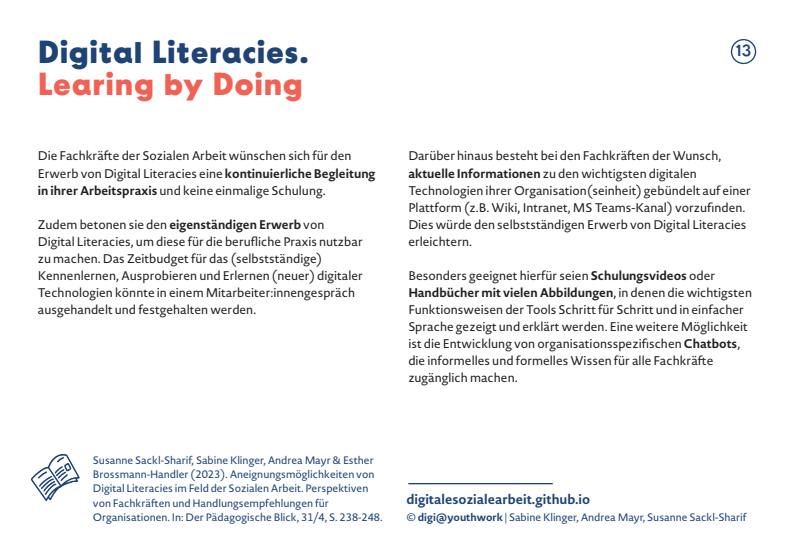 Digital Literacies.
Learing by Doing
13
Die Fachkräfte der Sozialen Arbeit wünschen sich für den
Erwerb von Digital Literacies eine kontinuierliche Begleitung
in ihrer Arbeitspraxis und keine einmalige Schulung.
Zudem betonen sie den eigenständigen Erwerb von
Digital Literacies, um diese für die berufliche Praxis nutzbar
zu machen. Das Zeitbudget für das (selbstständige)
Kennenlernen, Ausprobieren und Erlernen (neuer) digitaler
Technologien könnte in einem Mitarbeiter:innengespräch
ausgehandelt und festgehalten werden.
Darüber hinaus besteht bei den Fachkräften der Wunsch,
aktuelle Informationen zu den wichtigsten digitalen
Technologien ihrer Organisation(seinheit) gebündelt auf einer
Plattform (z.B. Wiki, Intranet, MS Teams-Kanal) vorzufinden.
Dies würde den selbstständigen Erwerb von Digital Literacies
erleichtern.
Besonders geeignet hierfür seien Schulungsvideos oder
Handbücher mit vielen Abbildungen, in denen die wichtigsten
Funktionsweisen der Tools Schritt für Schritt und in einfacher
Sprache gezeigt und erklärt werden. Eine weitere Möglichkeit
ist die Entwicklung von organisationsspezifischen Chatbots,
die informelles und formelles Wissen für alle Fachkräfte
zugänglich machen.
Susanne Sackl-Sharif, Sabine Klinger, Andrea Mayr & Esther
Brossmann-Handler (2023). Aneignungsmöglichkeiten von
Digital Literacies im Feld der Sozialen Arbeit. Perspektiven
von Fachkräften und Handlungsempfehlungen für
Organisationen. In: Der Pädagogische Blick, 31/4, S. 238-248.
digitalesozialearbeit.github.io
© digi@youthwork | Sabine Klinger, Andrea Mayr, Susanne Sackl-Sharif